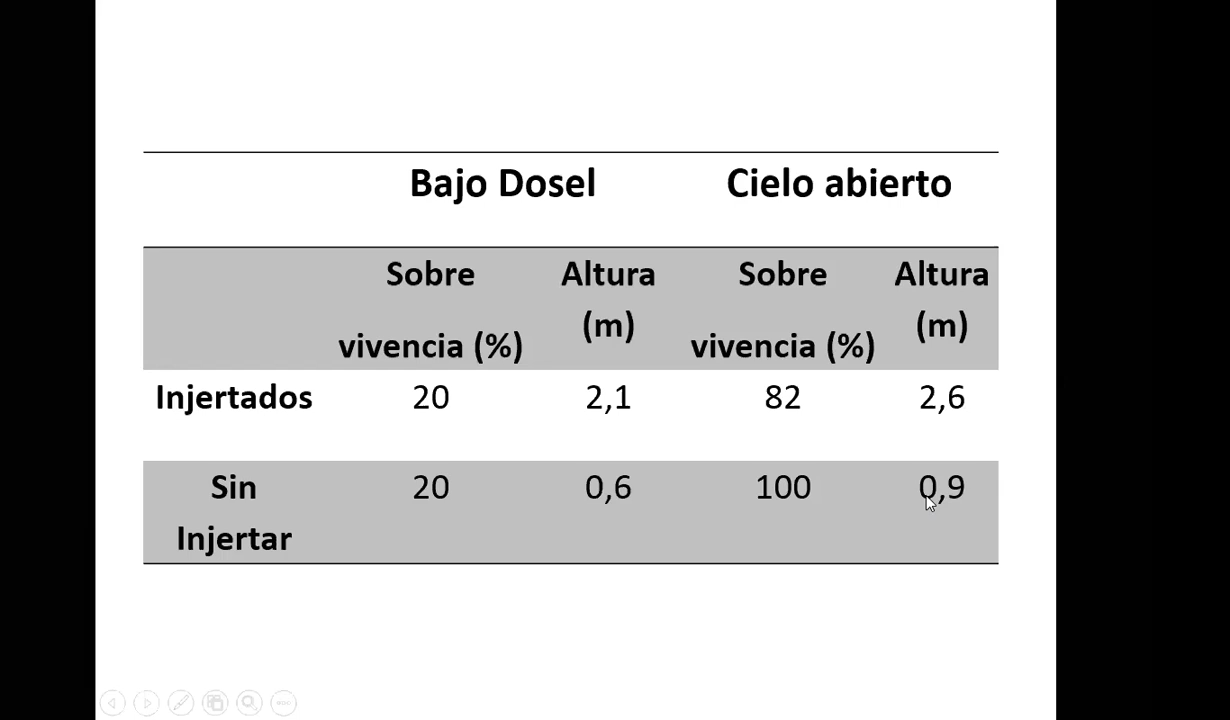 Bajo Dosel Cielo abierto
Sobre Altura Sobre Altura
(m) (m)
vivencia (%) vivencia (%)
Injertados 20 2,1 82 2,6
Sin 20 0,6 100 0,9
Injertar